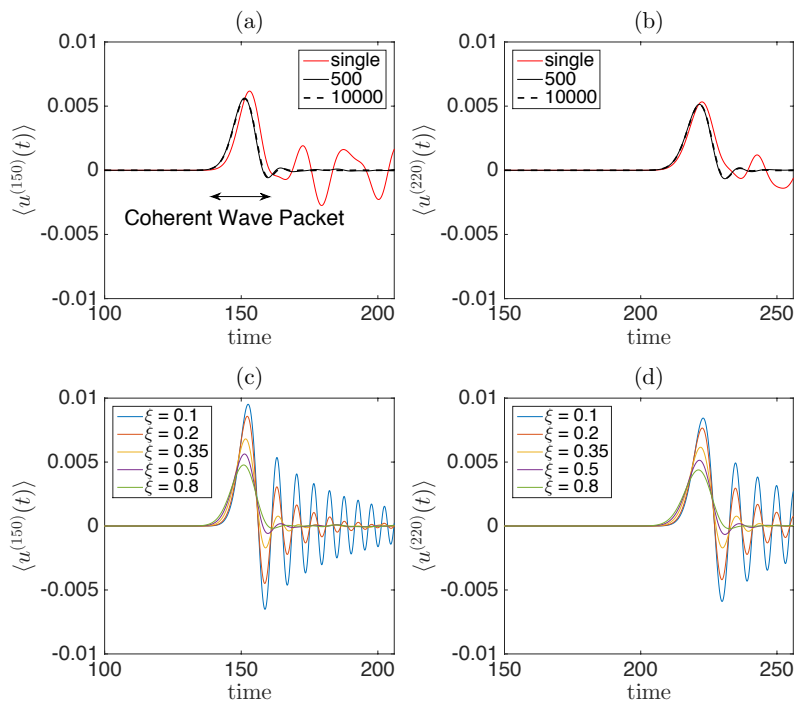 (a)
0.01
0.005
0
-0.005
-0.01
⟨u(150)(t)⟩
single
500
10000
Coherent Wave Packet
100
150
200
time
(b)
0.01
0.005
0
-0.005
-0.01
⟨u(220)(t)⟩
single
500
10000
150
200
250
time
(c)
0.01
0.005
0
-0.005
-0.01
⟨u(150)(t)⟩
ξ = 0.1
ξ = 0.2
ξ = 0.35
ξ = 0.5
ξ = 0.8
100
150
200
time
(d)
0.01
0.005
0
-0.005
-0.01
⟨u(220)(t)⟩
ξ = 0.1
ξ = 0.2
ξ = 0.35
ξ = 0.5
ξ = 0.8
150
200
250
time